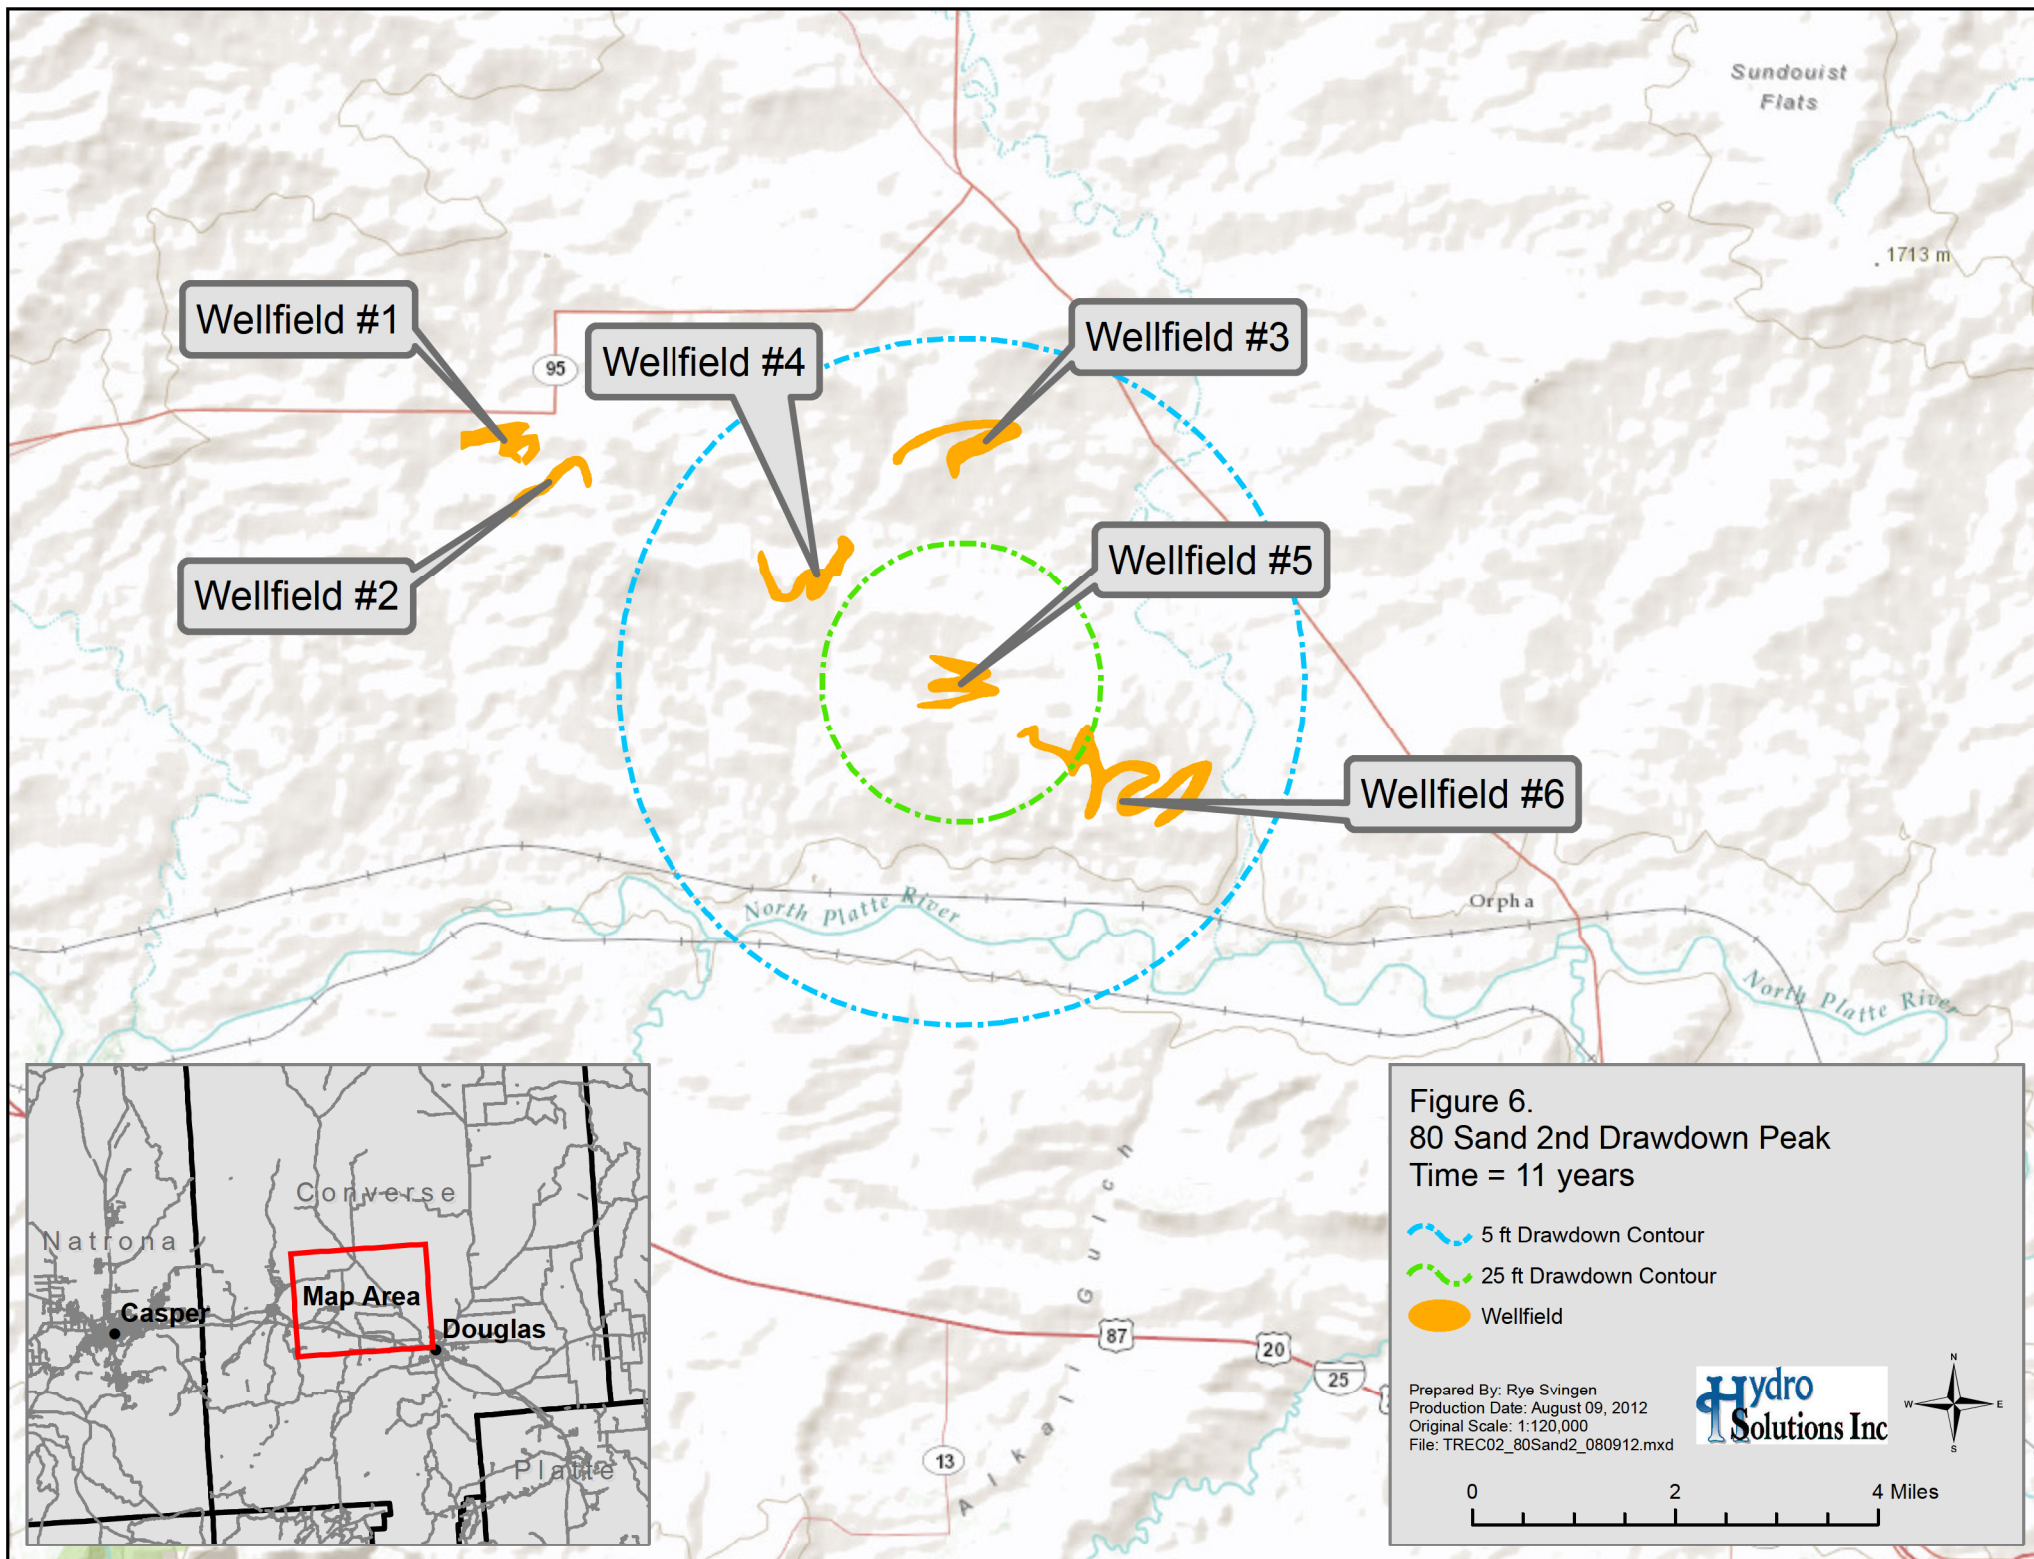 Sundouist
Flats
1713 m
Wellfield #1
Wellfield #3
Wellfield #4
95
Wellfield #5
Wellfield #2
Wellfield #6
Orpha
North Platte River
North Platte River
Alkali Gulch
87
20
25
13
Converse
Natrona
Map Area
Casper
Douglas
Platte
Figure 6.
80 Sand 2nd Drawdown Peak
Time = 11 years
5 ft Drawdown Contour
25 ft Drawdown Contour
Wellfield
Prepared By: Rye Svingen
Production Date: August 09, 2012
Original Scale: 1:120,000
File: TREC02_80Sand2_080912.mxd
Hydro
Solutions Inc
N
W E
S
0 2 4 Miles